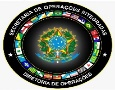 SECRETARIA DE OPERAÇÕES INTEGRADAS
DIRETORIA DE OPERAÇÕES